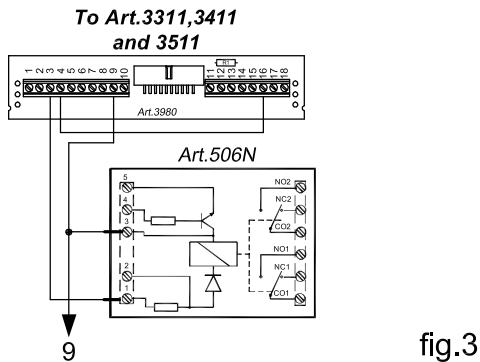 To Art.3311,3411
and 3511
1 2 3 4 5 6 7 8 9 10
R1
11 12 13 14 15 16 17 18
Art.3980
Art.506N
5
4
3
2
1
NO2
NC2
CO2
NO1
NC1
CO1
9
fig.3